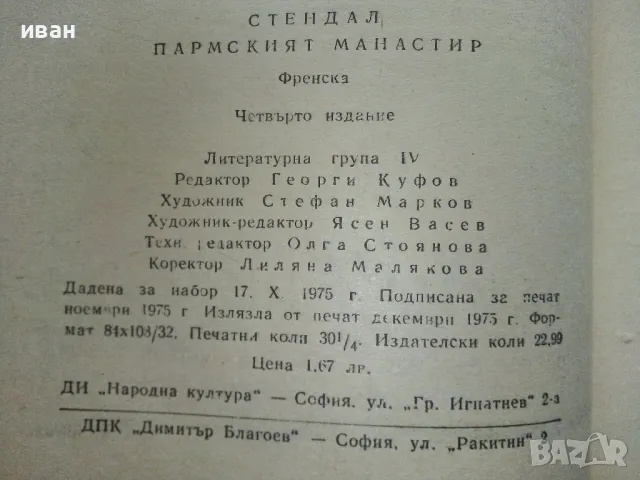 иван
СТЕНДАЛ
ПАРМСКИЯТ МАНАСТИР
Френска
Четвърто издание
Литературна група IV
Редактор Георги Куфов
Художник Стефан Марков
Художник-редактор Ясен Васев
Техн. редактор Олга Стоянова
Коректор Лиляна Малякова
Дадена за набор 17. X. 1975 г. Подписана за печат
ноември 1975 г. Излязла от печат декември 1975 г. Фор-
мат 84x108/32. Печатни коли 30 1/4. Издателски коли 22,99
Цена 1,67 лв.
ДИ „Народна култура" — София, ул. „Гр. Игнатиев" 2-а
ДПК „Димитър Благоев" — София, ул. „Ракитин" 2
bazar